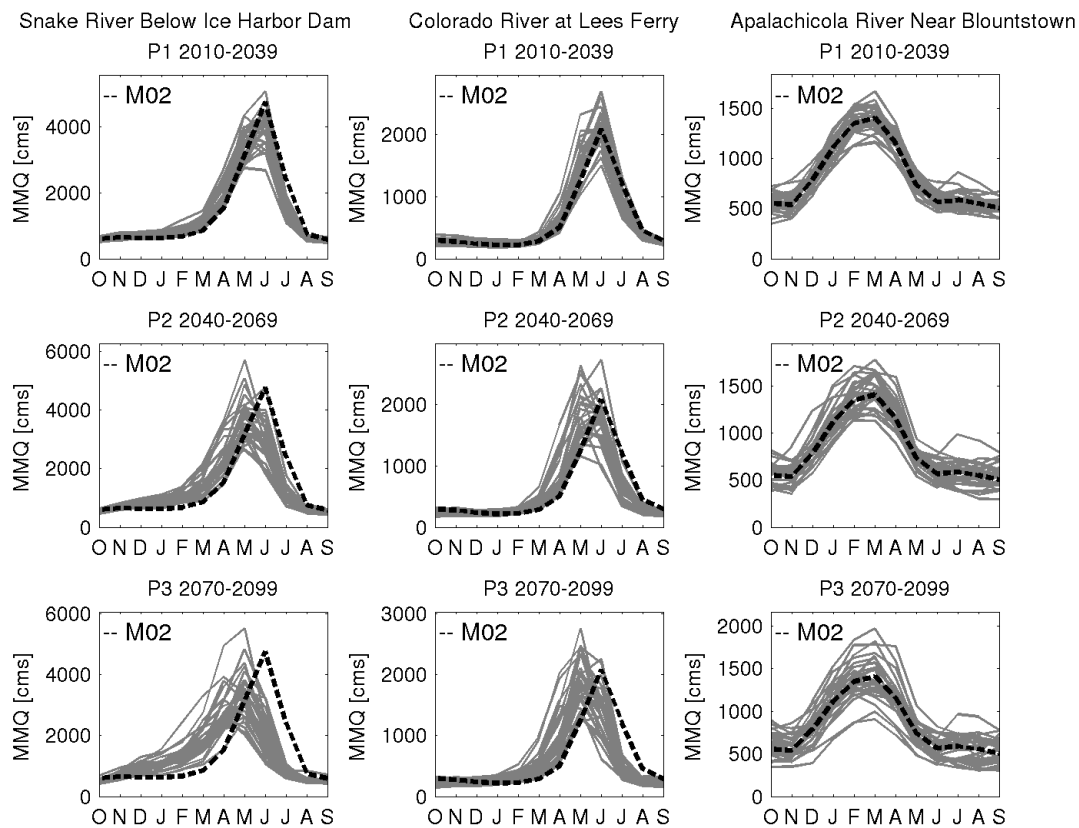 Snake River Below Ice Harbor Dam
P1 2010-2039
-- M02
MMQ [cms]
4000
2000
0
O N D J F M A M J J A S
Colorado River at Lees Ferry
P1 2010-2039
-- M02
MMQ [cms]
2000
1000
0
O N D J F M A M J J A S
Apalachicola River Near Blountstown
P1 2010-2039
-- M02
MMQ [cms]
1500
1000
500
0
O N D J F M A M J J A S
P2 2040-2069
-- M02
MMQ [cms]
6000
4000
2000
0
O N D J F M A M J J A S
P2 2040-2069
-- M02
MMQ [cms]
2000
1000
0
O N D J F M A M J J A S
P2 2040-2069
-- M02
MMQ [cms]
1500
1000
500
0
O N D J F M A M J J A S
P3 2070-2099
-- M02
MMQ [cms]
6000
4000
2000
0
O N D J F M A M J J A S
P3 2070-2099
-- M02
MMQ [cms]
3000
2000
1000
0
O N D J F M A M J J A S
P3 2070-2099
-- M02
MMQ [cms]
2000
1500
1000
500
0
O N D J F M A M J J A S